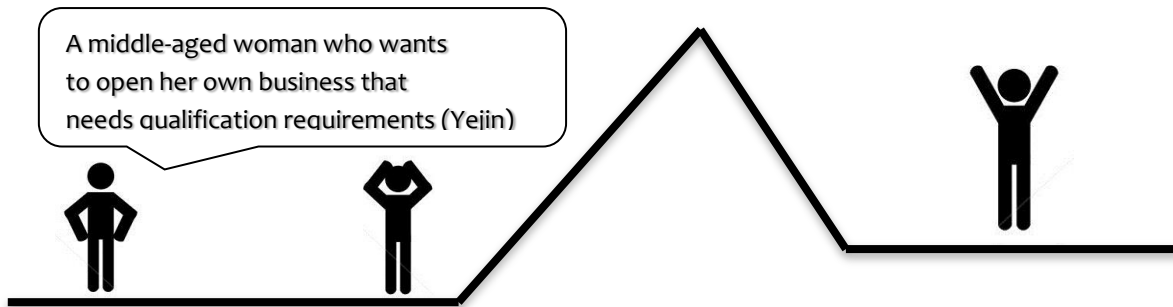 A middle-aged woman who wants
to open her own business that
needs qualification requirements (Yejin)